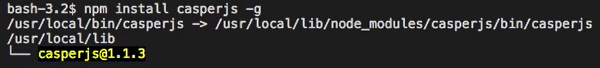 bash-3.2$ npm install casperjs -g
/usr/local/bin/casperjs -> /usr/local/lib/node_modules/casperjs/bin/casperjs
/usr/local/lib
└── casperjs@1.1.3